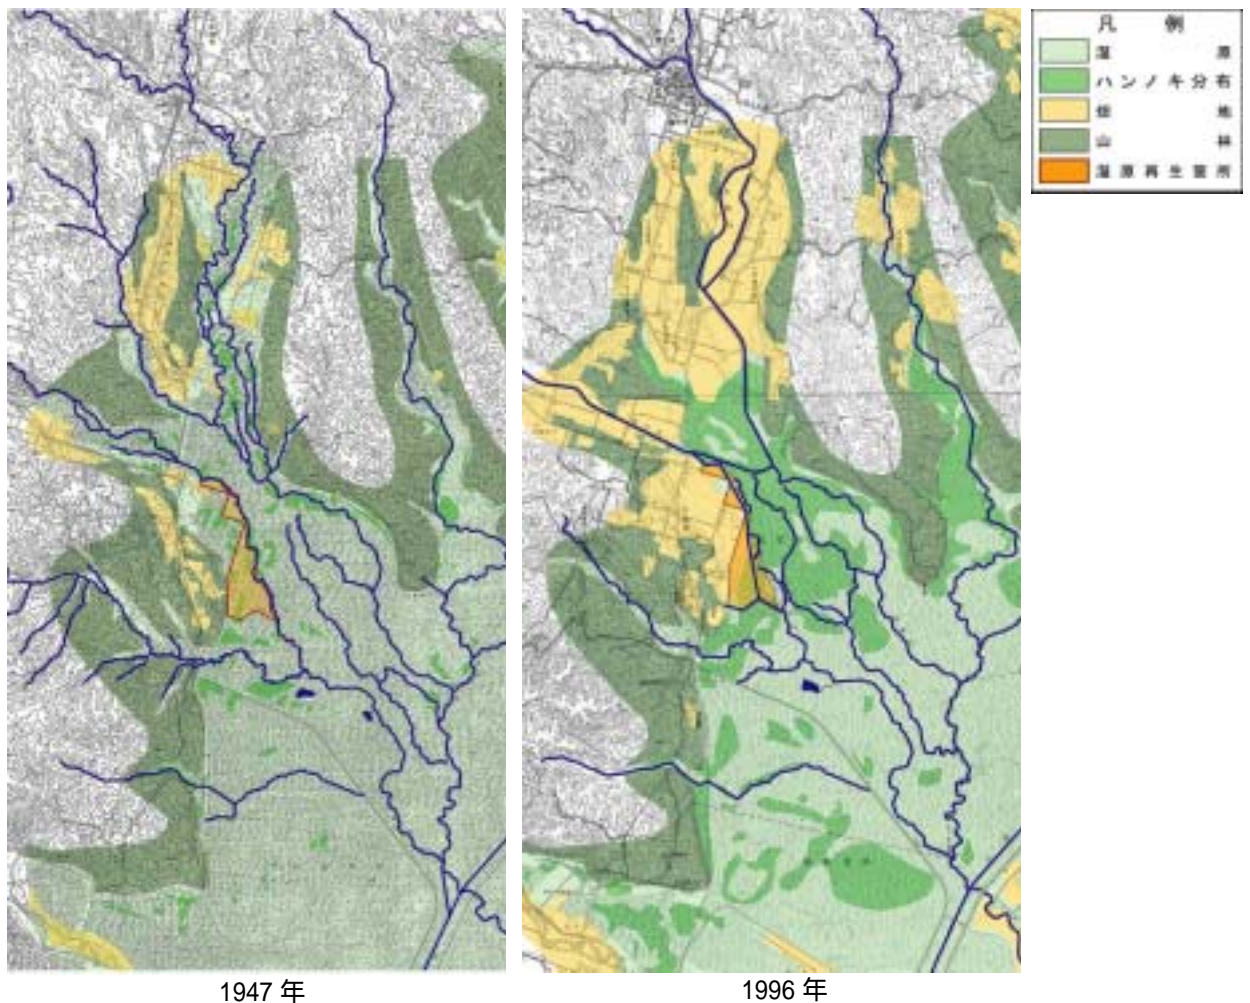 凡 例
湿 原
ハ ン ノ キ 分 布
畑 地
山 林
湿 原 再 生 箇 所
1947 年
1996 年